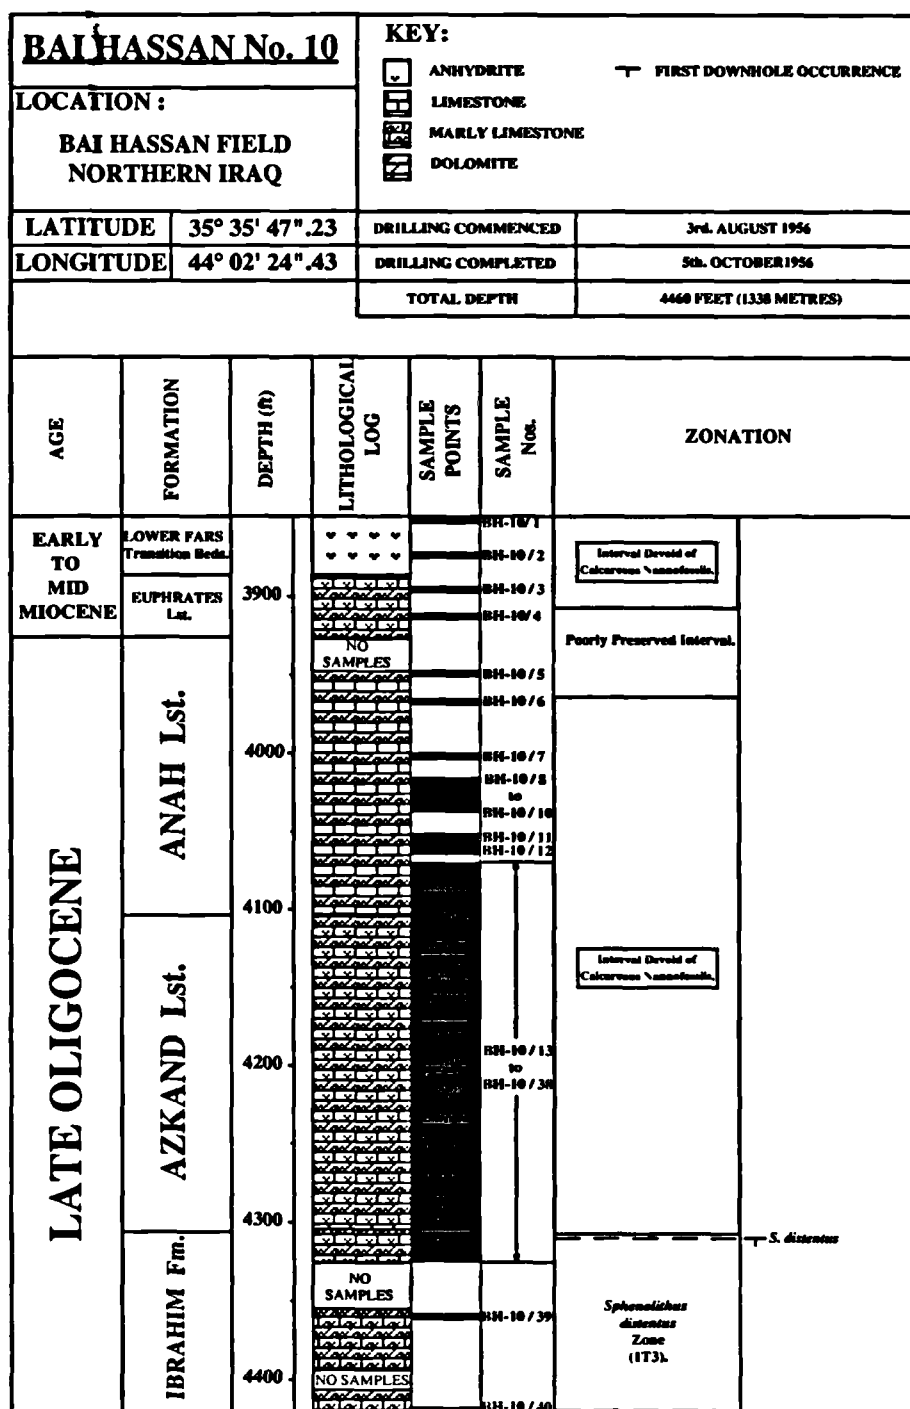 BAI HASSAN No. 10
LOCATION :
BAI HASSAN FIELD
NORTHERN IRAQ
KEY:
ANHYDRITE
FIRST DOWNHOLE OCCURRENCE
LIMESTONE
MARLY LIMESTONE
DOLOMITE
LATITUDE 35° 35' 47".23
LONGITUDE 44° 02' 24".43
DRILLING COMMENCED 3rd. AUGUST 1956
DRILLING COMPLETED 5th. OCTOBER 1956
TOTAL DEPTH 4460 FEET (1338 METRES)
AGE
FORMATION
DEPTH (ft)
LITHOLOGICAL
LOG
SAMPLE
POINTS
SAMPLE
Nos.
ZONATION
EARLY
TO
MID
MIOCENE
LATE OLIGOCENE
LOWER FARS
Transition Beds.
EUPHRATES
Lst.
ANAH Lst.
AZKAND Lst.
IBRAHIM Fm.
3900
4000
4100
4200
4300
4400
NO
SAMPLES
NO
SAMPLES
NO SAMPLES
BH-10/1
BH-10/2
BH-10/3
BH-10/4
BH-10/5
BH-10/6
BH-10/7
BH-10/8
to
BH-10/10
BH-10/11
BH-10/12
BH-10/13
to
BH-10/38
BH-10/39
BH-10/40
Interval Devoid of
Calcareous Nannofossils.
Poorly Preserved Interval.
Interval Devoid of
Calcareous Nannofossils.
S. distentus
Sphenolithus
distentus
Zone
(IT3).